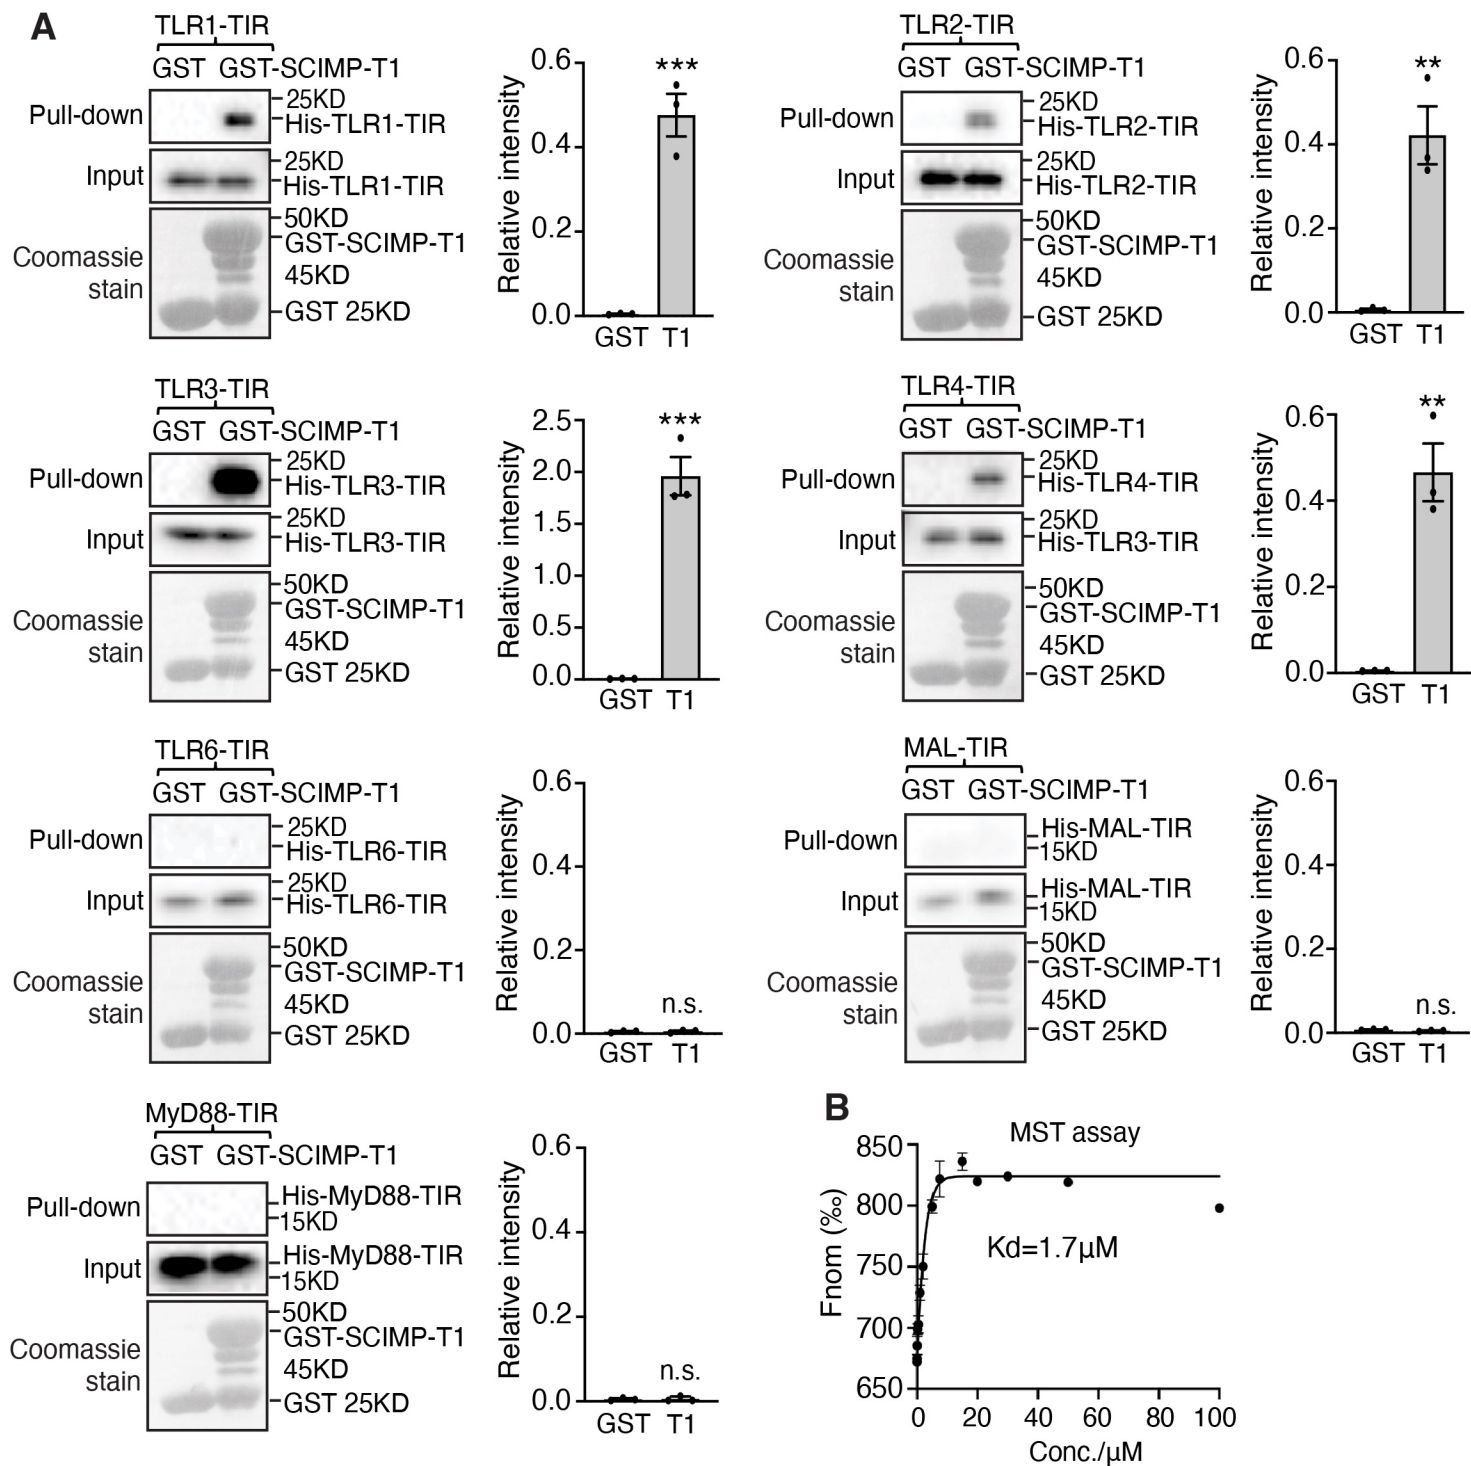 A
TLR1-TIR
GST GST-SCIMP-T1
Pull-down
25KD
His-TLR1-TIR
Input
25KD
His-TLR1-TIR
Coomassie
stain
50KD
GST-SCIMP-T1
45KD
GST 25KD
Relative intensity
0.6
0.4
0.2
0.0
***
GST T1
TLR2-TIR
GST GST-SCIMP-T1
Pull-down
25KD
His-TLR2-TIR
Input
25KD
His-TLR2-TIR
Coomassie
stain
50KD
GST-SCIMP-T1
45KD
GST 25KD
Relative intensity
0.6
0.4
0.2
0.0
**
GST T1
TLR3-TIR
GST GST-SCIMP-T1
Pull-down
25KD
His-TLR3-TIR
Input
25KD
His-TLR3-TIR
Coomassie
stain
50KD
GST-SCIMP-T1
45KD
GST 25KD
Relative intensity
2.5
2.0
1.5
1.0
0.5
0.0
***
GST T1
TLR4-TIR
GST GST-SCIMP-T1
Pull-down
25KD
His-TLR4-TIR
Input
25KD
His-TLR3-TIR
Coomassie
stain
50KD
GST-SCIMP-T1
45KD
GST 25KD
Relative intensity
0.6
0.4
0.2
0.0
**
GST T1
TLR6-TIR
GST GST-SCIMP-T1
Pull-down
25KD
His-TLR6-TIR
Input
25KD
His-TLR6-TIR
Coomassie
stain
50KD
GST-SCIMP-T1
45KD
GST 25KD
Relative intensity
0.6
0.4
0.2
0.0
n.s.
GST T1
MAL-TIR
GST GST-SCIMP-T1
Pull-down
His-MAL-TIR
15KD
Input
His-MAL-TIR
15KD
Coomassie
stain
50KD
GST-SCIMP-T1
45KD
GST 25KD
Relative intensity
0.6
0.4
0.2
0.0
n.s.
GST T1
MyD88-TIR
GST GST-SCIMP-T1
Pull-down
His-MyD88-TIR
15KD
Input
His-MyD88-TIR
15KD
Coomassie
stain
50KD
GST-SCIMP-T1
45KD
GST 25KD
Relative intensity
0.6
0.4
0.2
0.0
n.s.
GST T1
B
MST assay
Fnom (‰)
850
800
750
700
650
Kd=1.7μM
0 20 40 60 80 100
Conc./μM